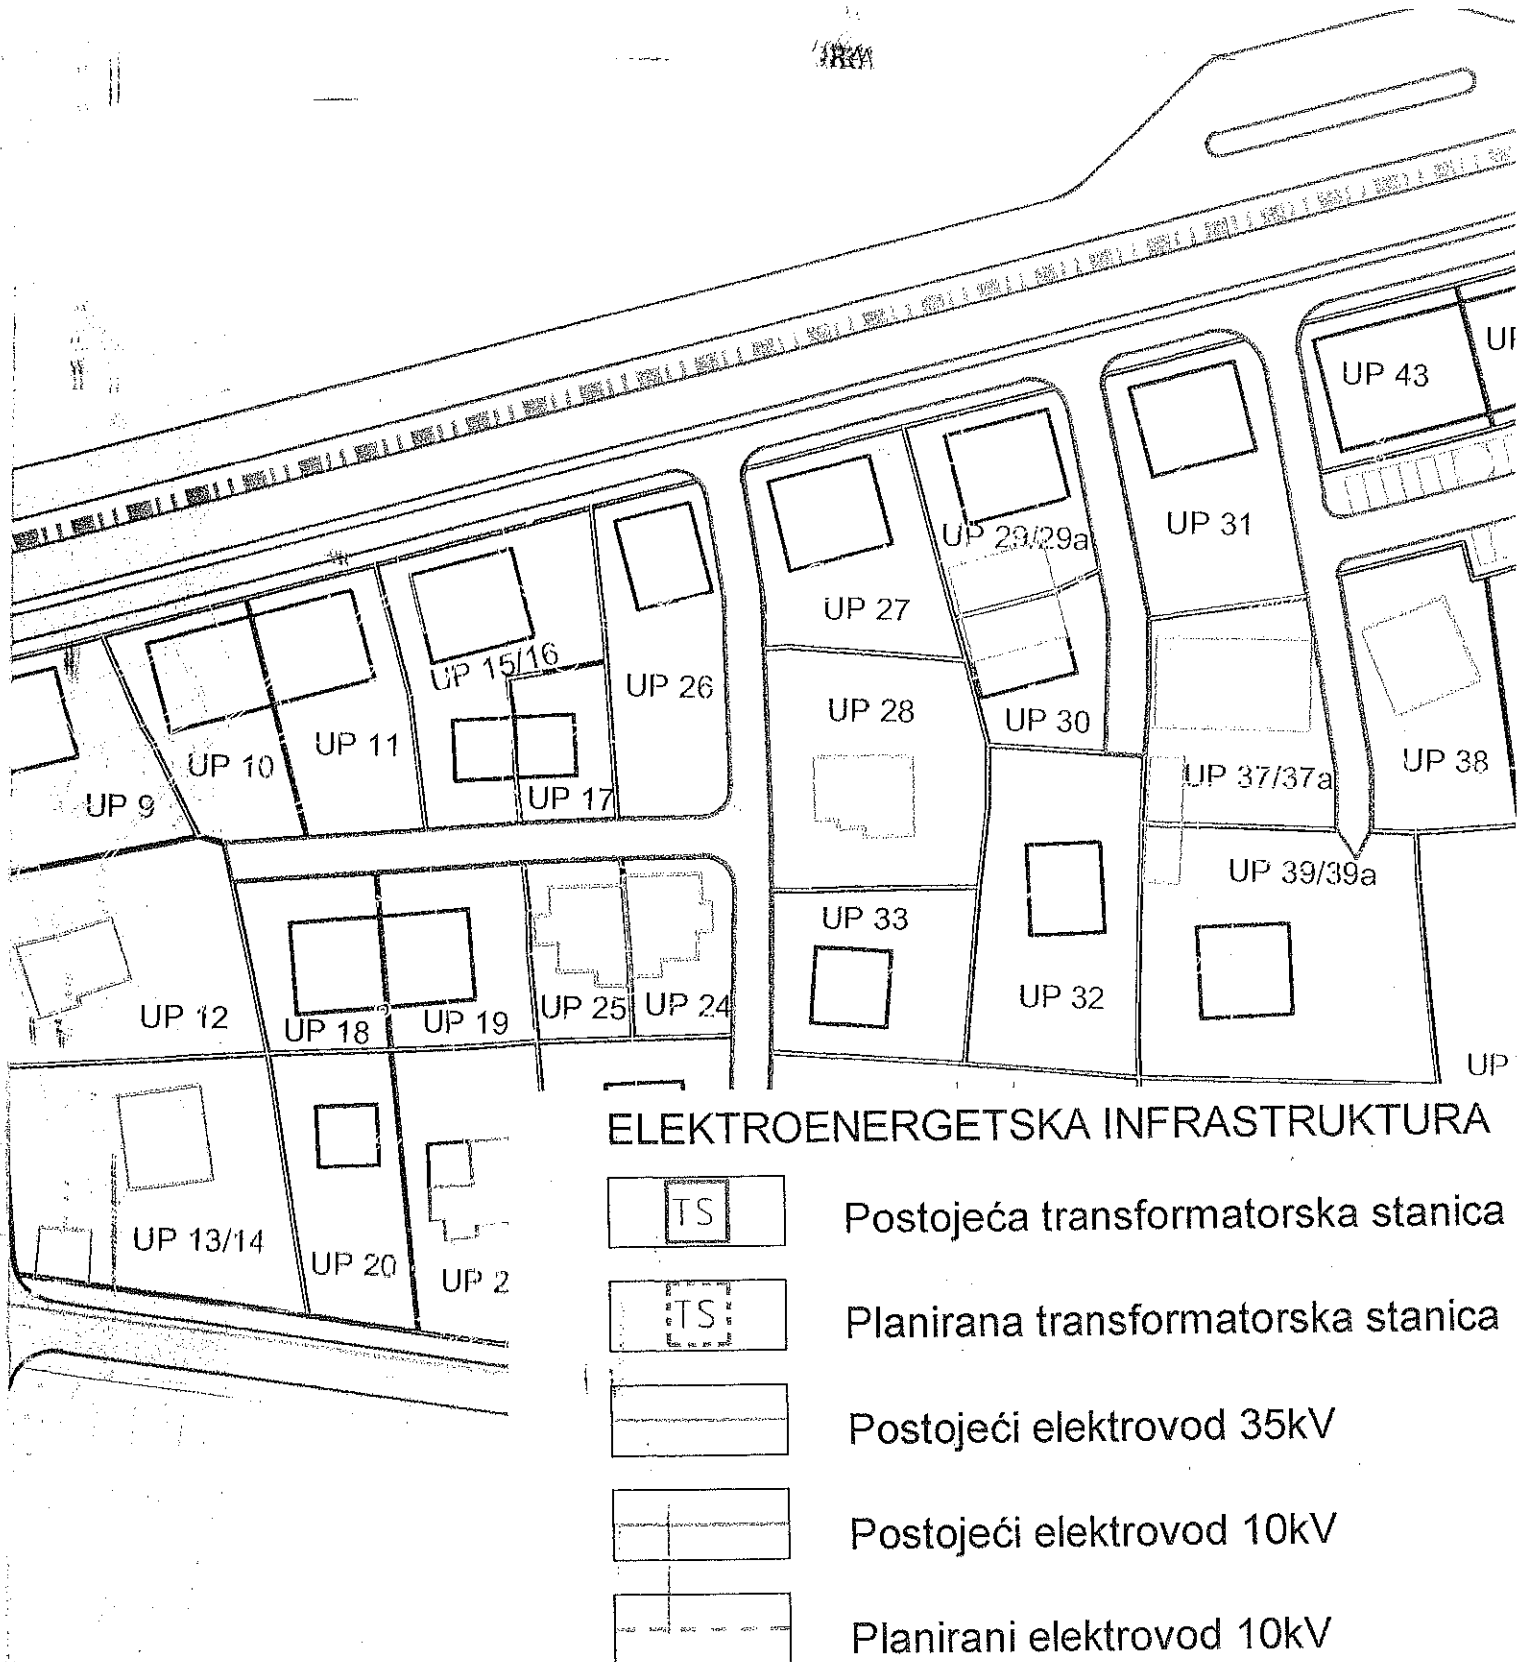 UP 43
UP 31
UP 29/29a
UP 27
UP 15/16
UP 26
UP 28
UP 30
UP 10
UP 11
UP 9
UP 17
UP 37/37a
UP 38
UP 39/39a
UP 33
UP 32
UP 12
UP 18
UP 19
UP 25
UP 24
UP
UP 13/14
UP 20
UP 2
ELEKTROENERGETSKA INFRASTRUKTURA
TS
Postojeća transformatorska stanica
TS
Planirana transformatorska stanica
Postojeći elektrovod 35kV
Postojeći elektrovod 10kV
Planirani elektrovod 10kV